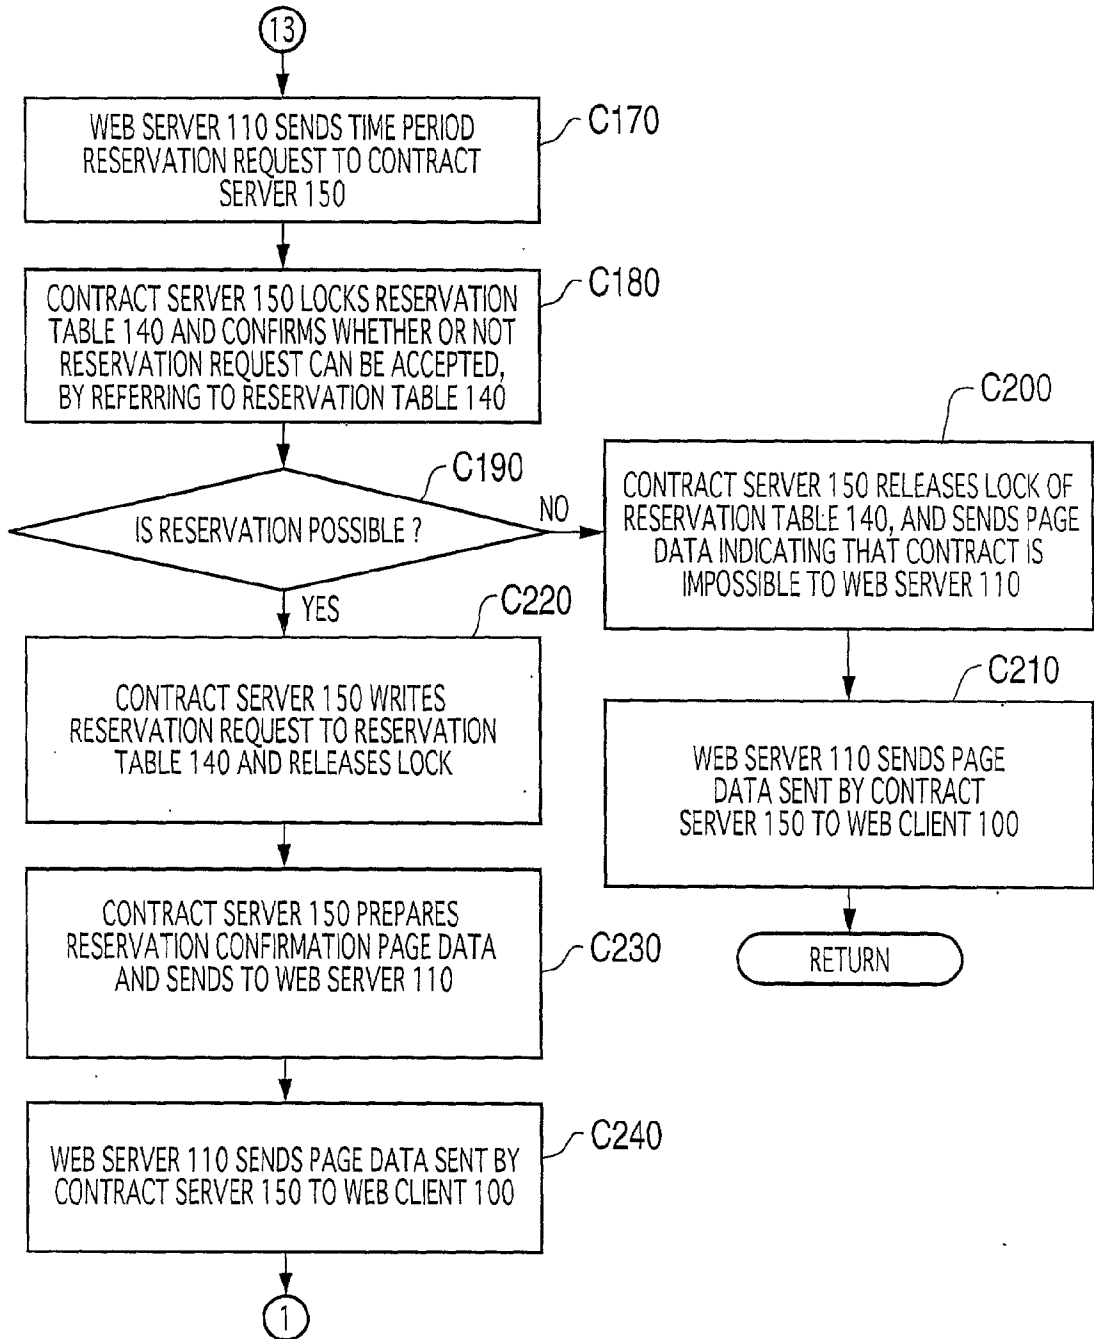 13
WEB SERVER 110 SENDS TIME PERIOD
RESERVATION REQUEST TO CONTRACT
SERVER 150
C170
CONTRACT SERVER 150 LOCKS RESERVATION
TABLE 140 AND CONFIRMS WHETHER OR NOT
RESERVATION REQUEST CAN BE ACCEPTED,
BY REFERRING TO RESERVATION TABLE 140
C180
IS RESERVATION POSSIBLE ?
C190
NO
YES
CONTRACT SERVER 150 RELEASES LOCK OF
RESERVATION TABLE 140, AND SENDS PAGE
DATA INDICATING THAT CONTRACT IS
IMPOSSIBLE TO WEB SERVER 110
C200
WEB SERVER 110 SENDS PAGE
DATA SENT BY CONTRACT
SERVER 150 TO WEB CLIENT 100
C210
RETURN
CONTRACT SERVER 150 WRITES
RESERVATION REQUEST TO RESERVATION
TABLE 140 AND RELEASES LOCK
C220
CONTRACT SERVER 150 PREPARES
RESERVATION CONFIRMATION PAGE DATA
AND SENDS TO WEB SERVER 110
C230
WEB SERVER 110 SENDS PAGE DATA SENT BY
CONTRACT SERVER 150 TO WEB CLIENT 100
C240
1